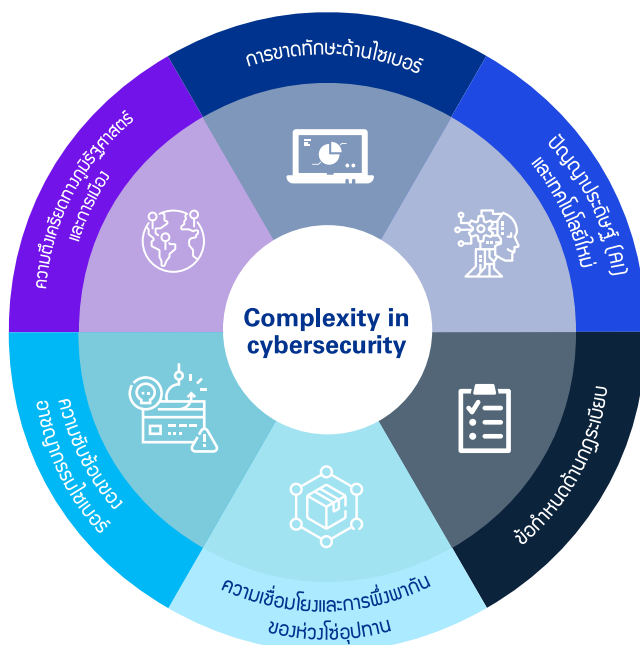 การขาดทักษะด้านไซเบอร์
ปัญญาประดิษฐ์ (AI)
และเทคโนโลยีใหม่
ข้อกำหนดด้านกฎระเบียบ
ความเชื่อมโยงและการพึ่งพากัน
ของห่วงโซ่อุปทาน
ความซับซ้อนของ
อาชญากรรมไซเบอร์
ความตึงเครียดทางภูมิรัฐศาสตร์
และการเมือง
Complexity in
cybersecurity